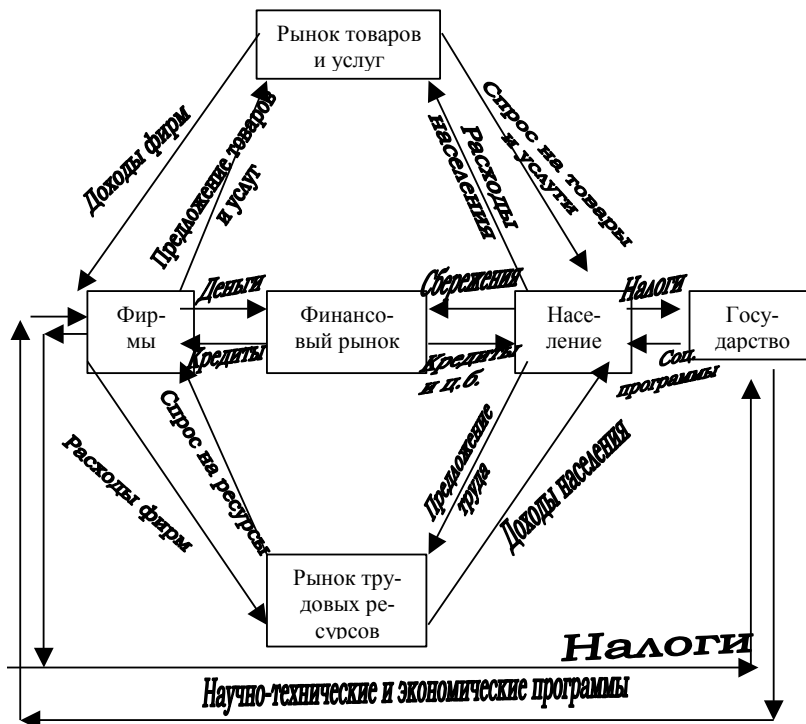 Рынок товаров
и услуг
Доходы фирм
Предложение товаров
и услуг
Расходы
населения
Спрос на товары
и услуги
Деньги
Сбережения
Налоги
Фир-
мы
Финансо-
вый рынок
Насе-
ление
Госу-
дарство
Кредиты
Кредиты
и ц.б.
Соц.
программы
Расходы фирм
Спрос на ресурсы
Предложение
труда
Доходы населения
Рынок тру-
довых ре-
сурсов
Налоги
Научно-технические и экономические программы